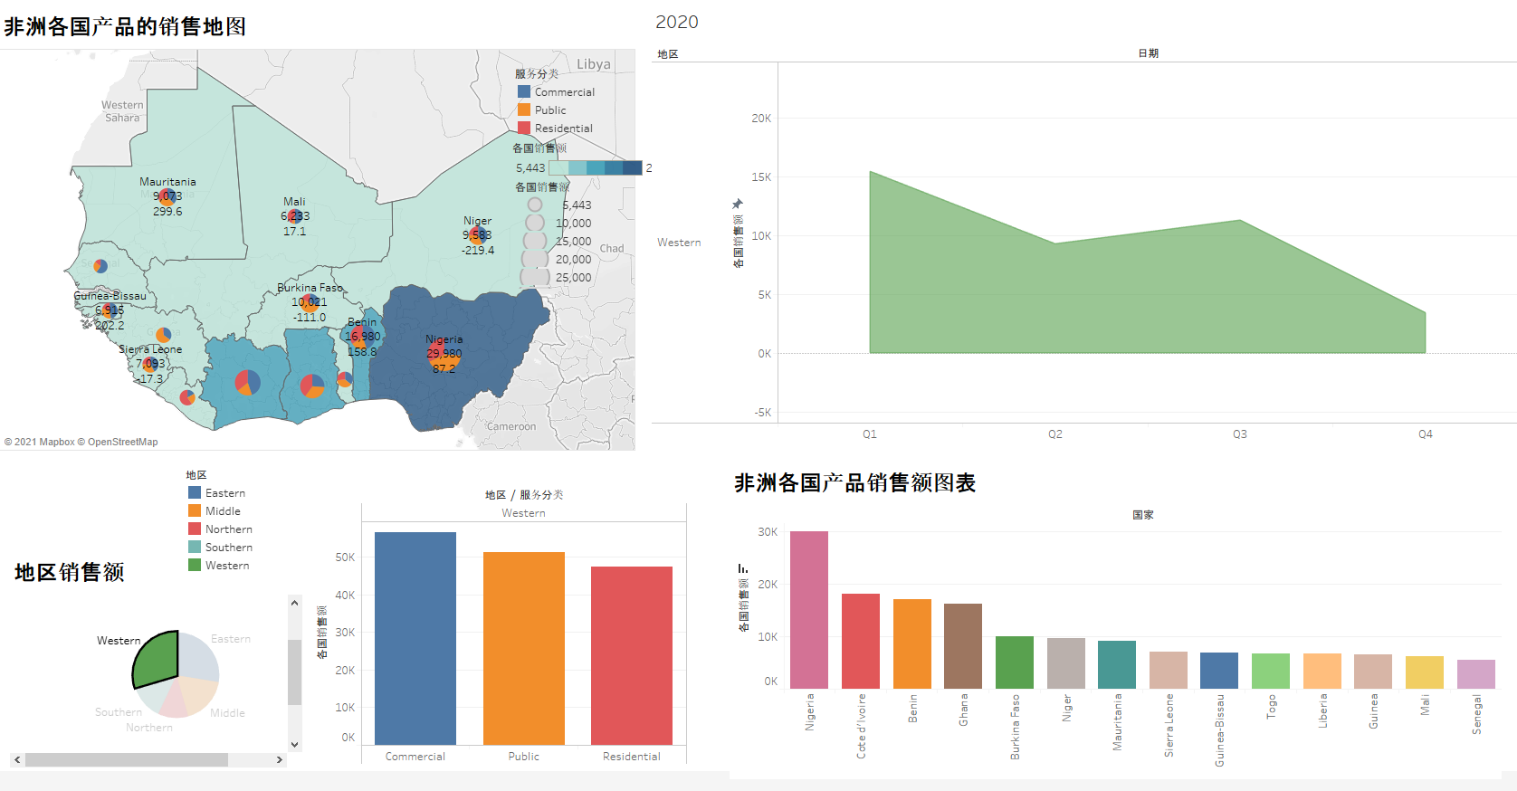 非洲各国产品的销售地图
Libya
Western
Sahara
服务分类
Commercial
Public
Residential
各国销售额
5,443
2
各国销售额
5,443
10,000
15,000
20,000
25,000
Mauritania
9,073
299.6
Mali
6,233
17.1
Niger
9,583
-219.4
Chad
Guinea-Bissau
6,915
202.2
Burkina Faso
10,021
-111.0
Benin
16,980
158.8
Nigeria
29,980
87.2
Sierra Leone
7,093
-17.3
Cameroon
© 2021 Mapbox © OpenStreetMap
2020
地区
日期
Western
各国销售额
20K
15K
10K
5K
0K
-5K
Q1
Q2
Q3
Q4
地区
Eastern
Middle
Northern
Southern
Western
地区销售额
Western
Eastern
Southern
Northern
Middle
地区 / 服务分类
Western
各国销售额
50K
40K
30K
20K
10K
0K
Commercial
Public
Residential
非洲各国产品销售额图表
国家
各国销售额
30K
20K
10K
0K
Nigeria
Cote d'Ivoire
Benin
Ghana
Burkina Faso
Niger
Mauritania
Sierra Leone
Guinea-Bissau
Togo
Liberia
Guinea
Mali
Senegal